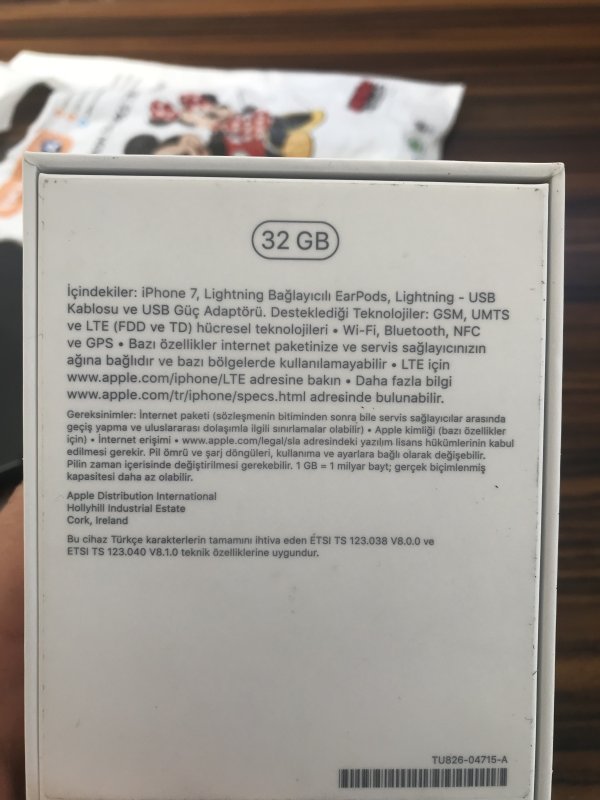 32 GB
İçindekiler: iPhone 7, Lightning Bağlayıcılı EarPods, Lightning - USB
Kablosu ve USB Güç Adaptörü. Desteklediği Teknolojiler: GSM, UMTS
ve LTE (FDD ve TD) hücresel teknolojileri • Wi-Fi, Bluetooth, NFC
ve GPS • Bazı özellikler internet paketinize ve servis sağlayıcınızın
ağına bağlıdır ve bazı bölgelerde kullanılamayabilir • LTE için
www.apple.com/iphone/LTE adresine bakın • Daha fazla bilgi
www.apple.com/tr/iphone/specs.html adresinde bulunabilir.
Gereksinimler: İnternet paketi (sözleşmenin bitiminden sonra bile servis sağlayıcılar arasında
geçiş yapma ve uluslararası dolaşımla ilgili sınırlamalar olabilir) • Apple kimliği (bazı özellikler
için) • İnternet erişimi • www.apple.com/legal/sla adresindeki yazılım lisans hükümlerinin kabul
edilmesi gerekir. Pil ömrü ve şarj döngüleri, kullanıma ve ayarlara bağlı olarak değişebilir.
Pilin zaman içerisinde değiştirilmesi gerekebilir. 1 GB = 1 milyar bayt; gerçek biçimlenmiş
kapasitesi daha az olabilir.
Apple Distribution International
Hollyhill Industrial Estate
Cork, Ireland
Bu cihaz Türkçe karakterlerin tamamını ihtiva eden ETSI TS 123.038 V8.0.0 ve
ETSI TS 123.040 V8.1.0 teknik özelliklerine uygundur.
TU826-04715-A